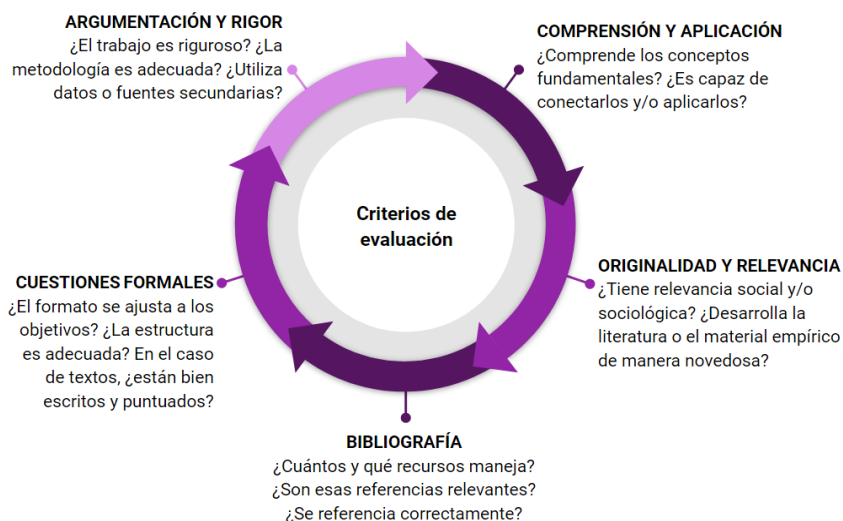 ARGUMENTACIÓN Y RIGOR
¿El trabajo es riguroso? ¿La
metodología es adecuada? ¿Utiliza
datos o fuentes secundarias?
COMPRENSIÓN Y APLICACIÓN
¿Comprende los conceptos
fundamentales? ¿Es capaz de
conectarlos y/o aplicarlos?
Criterios de
evaluación
CUESTIONES FORMALES
¿El formato se ajusta a los
objetivos? ¿La estructura
es adecuada? En el caso
de textos, ¿están bien
escritos y puntuados?
ORIGINALIDAD Y RELEVANCIA
¿Tiene relevancia social y/o
sociológica? ¿Desarrolla la
literatura o el material empírico
de manera novedosa?
BIBLIOGRAFÍA
¿Cuántos y qué recursos maneja?
¿Son esas referencias relevantes?
¿Se referencia correctamente?